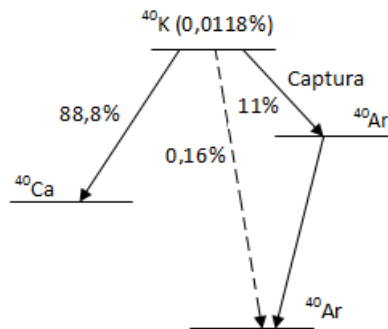 ⁴⁰K (0,0118%)
Captura
88,8%
11%
⁴⁰Ar
0,16%
⁴⁰Ca
⁴⁰Ar